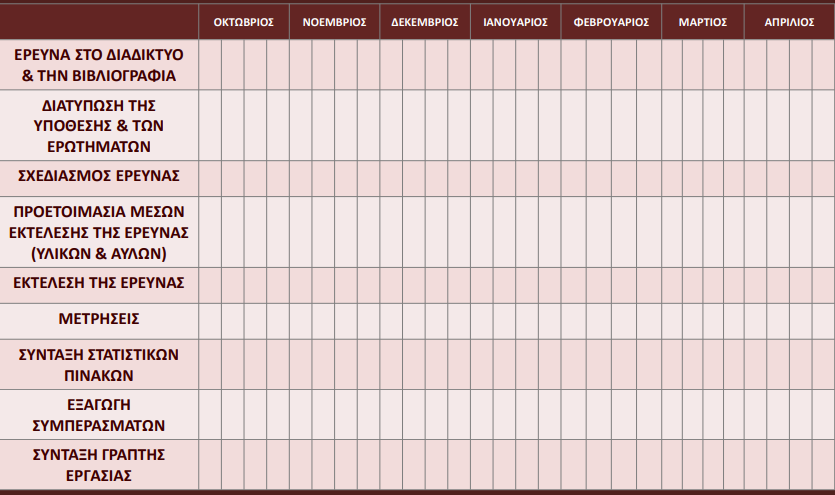 ΟΚΤΩΒΡΙΟΣ ΝΟΕΜΒΡΙΟΣ ΔΕΚΕΜΒΡΙΟΣ ΙΑΝΟΥΑΡΙΟΣ ΦΕΒΡΟΥΑΡΙΟΣ ΜΑΡΤΙΟΣ ΑΠΡΙΛΙΟΣ
ΕΡΕΥΝΑ ΣΤΟ ΔΙΑΔΙΚΤΥΟ
& ΤΗΝ ΒΙΒΛΙΟΓΡΑΦΙΑ
ΔΙΑΤΥΠΩΣΗ ΤΗΣ
ΥΠΟΘΕΣΗΣ & ΤΩΝ
ΕΡΩΤΗΜΑΤΩΝ
ΣΧΕΔΙΑΣΜΟΣ ΕΡΕΥΝΑΣ
ΠΡΟΕΤΟΙΜΑΣΙΑ ΜΕΣΩΝ
ΕΚΤΕΛΕΣΗΣ ΤΗΣ ΕΡΕΥΝΑΣ
(ΥΛΙΚΩΝ & ΑΥΛΩΝ)
ΕΚΤΕΛΕΣΗ ΤΗΣ ΕΡΕΥΝΑΣ
ΜΕΤΡΗΣΕΙΣ
ΣΥΝΤΑΞΗ ΣΤΑΤΙΣΤΙΚΩΝ
ΠΙΝΑΚΩΝ
ΕΞΑΓΩΓΗ
ΣΥΜΠΕΡΑΣΜΑΤΩΝ
ΣΥΝΤΑΞΗ ΓΡΑΠΤΗΣ
ΕΡΓΑΣΙΑΣ